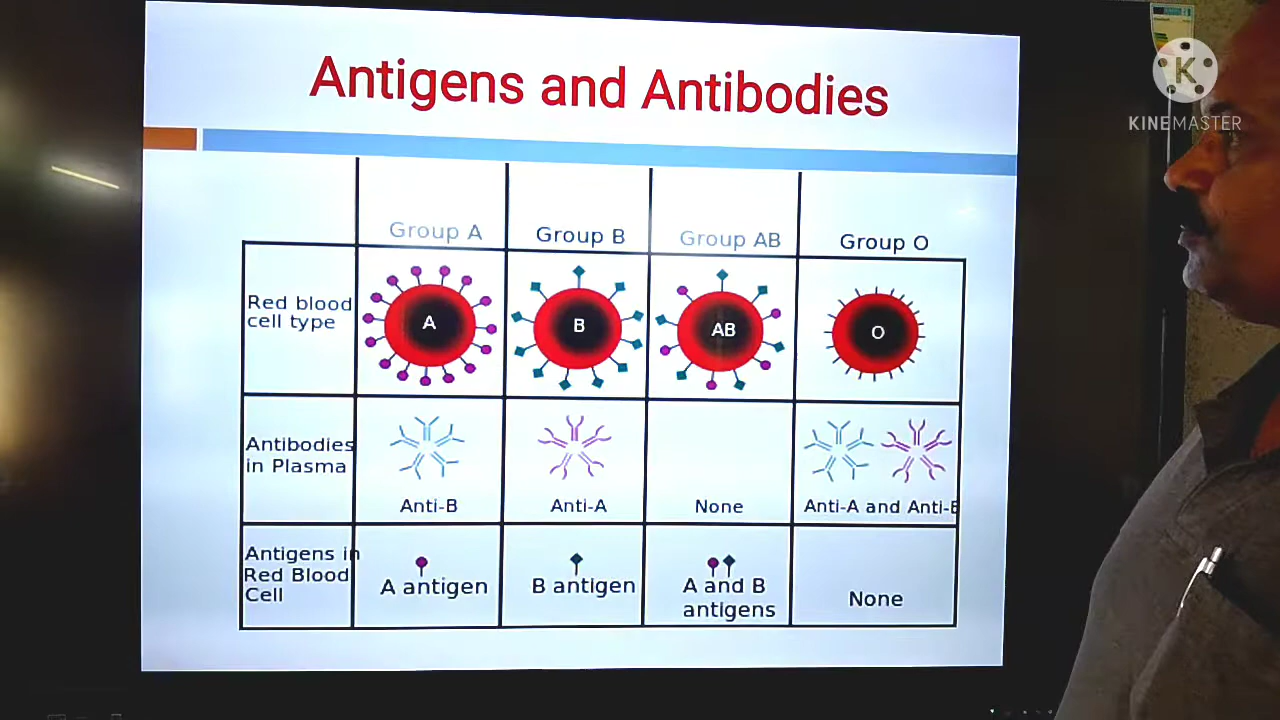 Antigens and Antibodies
KINEMASTER
K
Group A
Group B
Group AB
Group O
Red blood
cell type
A
B
AB
O
Antibodies
in Plasma
Anti-B
Anti-A
None
Anti-A and Anti-B
Antigens in
Red Blood
Cell
A antigen
B antigen
A and B
antigens
None